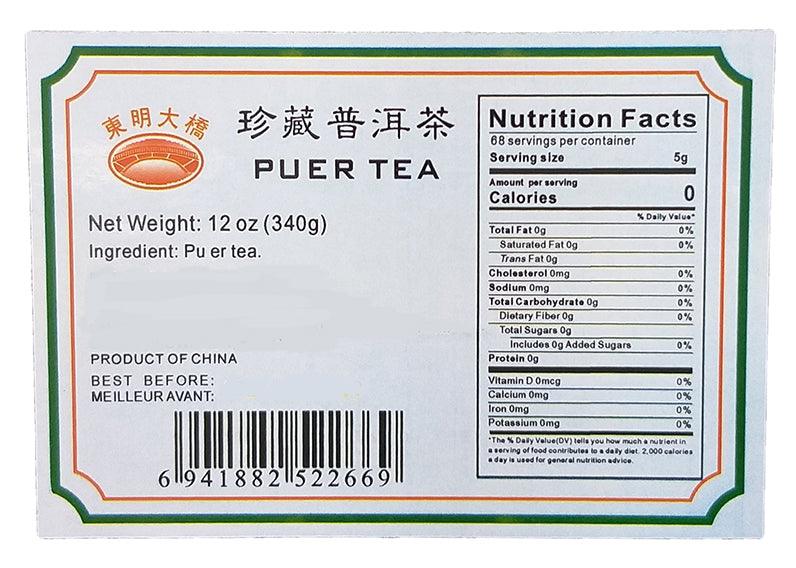 東明大橋
珍藏普洱茶
PUER TEA
Net Weight: 12 oz (340g)
Ingredient: Pu er tea.
PRODUCT OF CHINA
BEST BEFORE:
MEILLEUR AVANT:
6 941882 522669
Nutrition Facts
68 servings per container
Serving size 5g
Amount per serving
Calories 0
% Daily Value*
Total Fat 0g 0%
Saturated Fat 0g 0%
Trans Fat 0g
Cholesterol 0mg 0%
Sodium 0mg 0%
Total Carbohydrate 0g 0%
Dietary Fiber 0g 0%
Total Sugars 0g
Includes 0g Added Sugars 0%
Protein 0g
Vitamin D 0mcg 0%
Calcium 0mg 0%
Iron 0mg 0%
Potassium 0mg 0%
*The % Daily Value(DV) tells you how much a nutrient in
a serving of food contributes to a daily diet. 2,000 calories
a day is used for general nutrition advice.